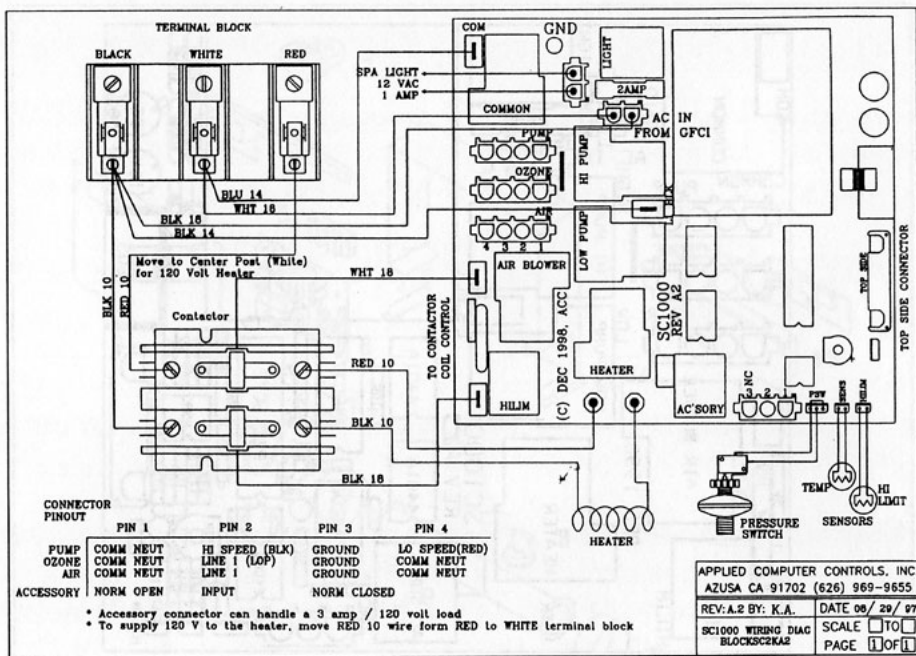 TERMINAL BLOCK
BLACK WHITE RED
COM
GND
LIGHT
SPA LIGHT
12 VAC
1 AMP
2AMP
COMMON
AC IN
FROM GFCI
PUMP
OZONE
AIR
4 3 2 1
HI PUMP
LOW PUMP
BLK
BLU 14
WHT 16
BLK 16
BLK 14
Move to Center Post (White)
for 120 Volt Heater
BLK 10
RED 10
WHT 18
Contactor
RED 10
BLK 10
BLK 18
TO CONTACTOR
COIL CONTROL
AIR BLOWER
HILIM
(C) DEC 1998, ACC
HEATER
SC1000
REV A2
AC'SORY
NC
3 2 1
PSW
SENS
HILIM
TOP SIDE
TOP SIDE CONNECTOR
HEATER
PRESSURE
SWITCH
TEMP
HI
LIMIT
SENSORS
CONNECTOR
PINOUT
PIN 1 PIN 2 PIN 3 PIN 4
PUMP COMM NEUT HI SPEED (BLK) GROUND LO SPEED(RED)
OZONE COMM NEUT LINE 1 (LOP) GROUND COMM NEUT
AIR COMM NEUT LINE 1 GROUND COMM NEUT
ACCESSORY NORM OPEN INPUT NORM CLOSED
* Accessory connector can handle a 3 amp / 120 volt load
* To supply 120 V to the heater, move RED 10 wire form RED to WHITE terminal block
APPLIED COMPUTER CONTROLS, INC
AZUSA CA 91702 (626) 969-9655
REV: A.2 BY: K.A. DATE 08/ 29/ 97
SC1000 WIRING DIAG
BLOCKSC2KA2
SCALE TO
PAGE 1 OF 1